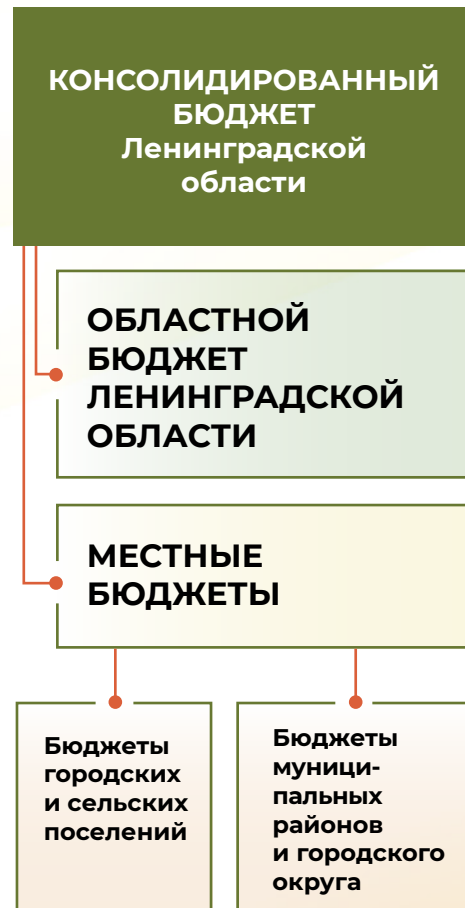 КОНСОЛИДИРОВАННЫЙ
БЮДЖЕТ
Ленинградской
области
ОБЛАСТНОЙ
БЮДЖЕТ
ЛЕНИНГРАДСКОЙ
ОБЛАСТИ
МЕСТНЫЕ
БЮДЖЕТЫ
Бюджеты
городских
и сельских
поселений
Бюджеты
муници-
пальных
районов
и городского
округа